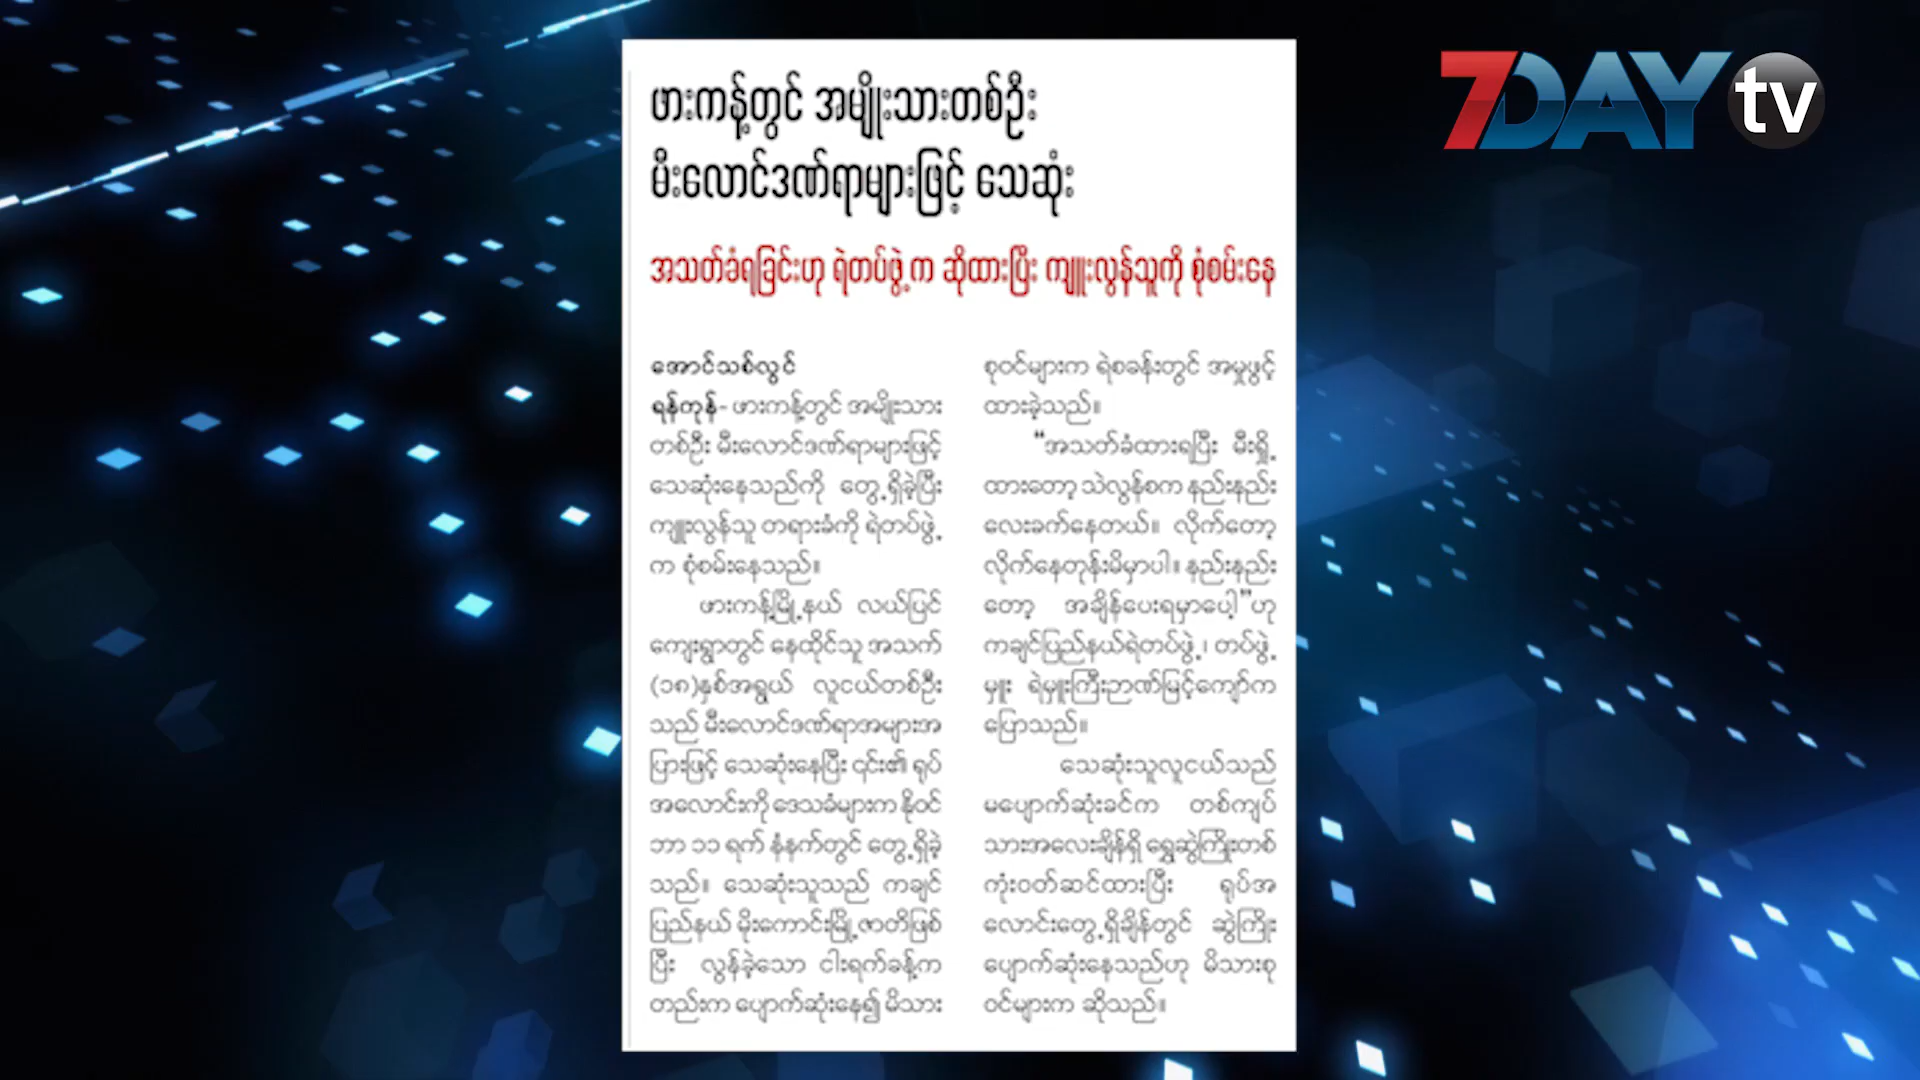 7DAY tv
ဖားကန့်တွင် အမျိုးသားတစ်ဦး
မီးလောင်ဒဏ်ရာများဖြင့် သေဆုံး
အသတ်ခံရခြင်းဟု ရဲတပ်ဖွဲ့က ဆိုထားပြီး ကျူးလွန်သူကို စုံစမ်းနေ
အောင်သစ်လွင်
ရန်ကုန်- ဖားကန့်တွင် အမျိုးသား
တစ်ဦး မီးလောင်ဒဏ်ရာများဖြင့်
သေဆုံးနေသည်ကို တွေ့ရှိခဲ့ပြီး
ကျူးလွန်သူ တရားခံကို ရဲတပ်ဖွဲ့
က စုံစမ်းနေသည်။
ဖားကန့်မြို့နယ် လယ်ပြင်
ကျေးရွာတွင် နေထိုင်သူ အသက်
(၁၈)နှစ်အရွယ် လူငယ်တစ်ဦး
သည် မီးလောင်ဒဏ်ရာအများအ
ပြားဖြင့် သေဆုံးနေပြီး ၎င်း၏ ရုပ်
အလောင်းကို ဒေသခံများက နိုဝင်
ဘာ ၁၁ ရက် နံနက်တွင် တွေ့ရှိခဲ့
သည်။ သေဆုံးသူသည် ကချင်
ပြည်နယ် မိုးကောင်းမြို့ဇာတိဖြစ်
ပြီး လွန်ခဲ့သော ငါးရက်ခန့်က
တည်းက ပျောက်ဆုံးနေ၍ မိသား
စုဝင်များက ရဲစခန်းတွင် အမှုဖွင့်
ထားခဲ့သည်။
“အသတ်ခံထားရပြီး မီးရှို့
ထားတော့ သဲလွန်စက နည်းနည်း
လေးခက်နေတယ်။ လိုက်တော့
လိုက်နေတုန်းမိမှာပါ။ နည်းနည်း
တော့ အချိန်ပေးရမှာပေါ့”ဟု
ကချင်ပြည်နယ်ရဲတပ်ဖွဲ့၊ တပ်ဖွဲ့
မှူး ရဲမှူးကြီးဉာဏ်မြင့်ကျော်က
ပြောသည်။
သေဆုံးသူလူငယ်သည်
မပျောက်ဆုံးခင်က တစ်ကျပ်
သားအလေးချိန်ရှိ ရွှေဆွဲကြိုးတစ်
ကုံးဝတ်ဆင်ထားပြီး ရုပ်အ
လောင်းတွေ့ရှိချိန်တွင် ဆွဲကြိုး
ပျောက်ဆုံးနေသည်ဟု မိသားစု
ဝင်များက ဆိုသည်။